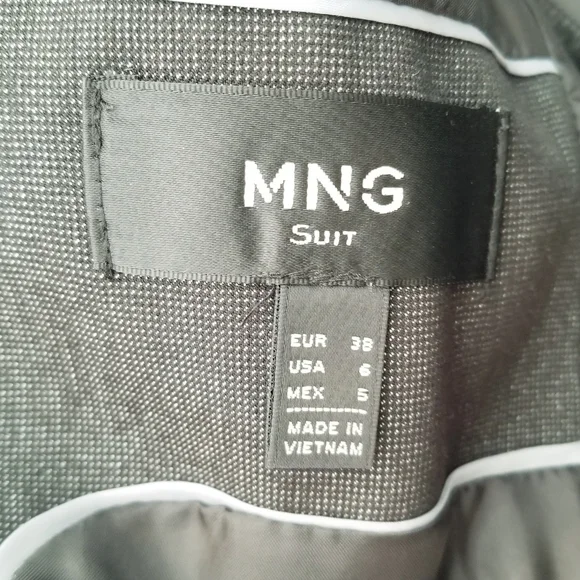 MNG
SUIT
EUR 38
USA 6
MEX 5
MADE IN
VIETNAM